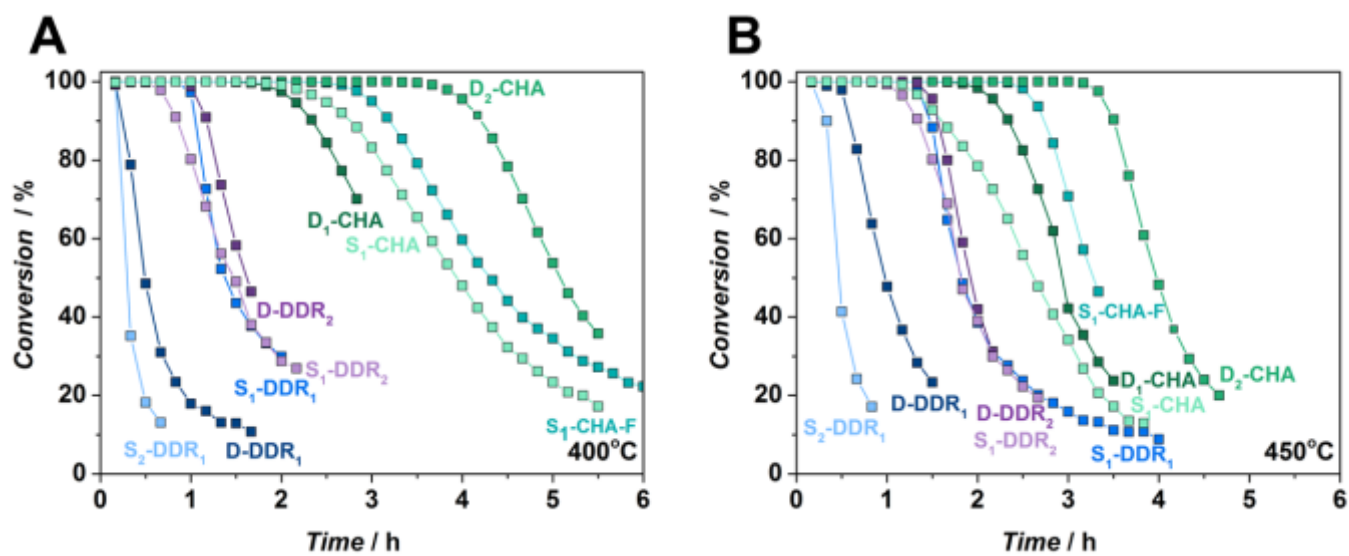 A
Conversion / %
100
80
60
40
20
0
D₂-CHA
D₁-CHA
S₁-CHA
D-DDR₂
S₁-DDR₂
S₁-DDR₁
S₁-CHA-F
S₂-DDR₁
D-DDR₁
400°C
0 1 2 3 4 5 6
Time / h
B
Conversion / %
100
80
60
40
20
0
S₁-CHA-F
D₁-CHA
D₂-CHA
S₁-CHA
D-DDR₁
D-DDR₂
S₂-DDR₁
S₁-DDR₂
S₁-DDR₁
450°C
0 1 2 3 4 5 6
Time / h